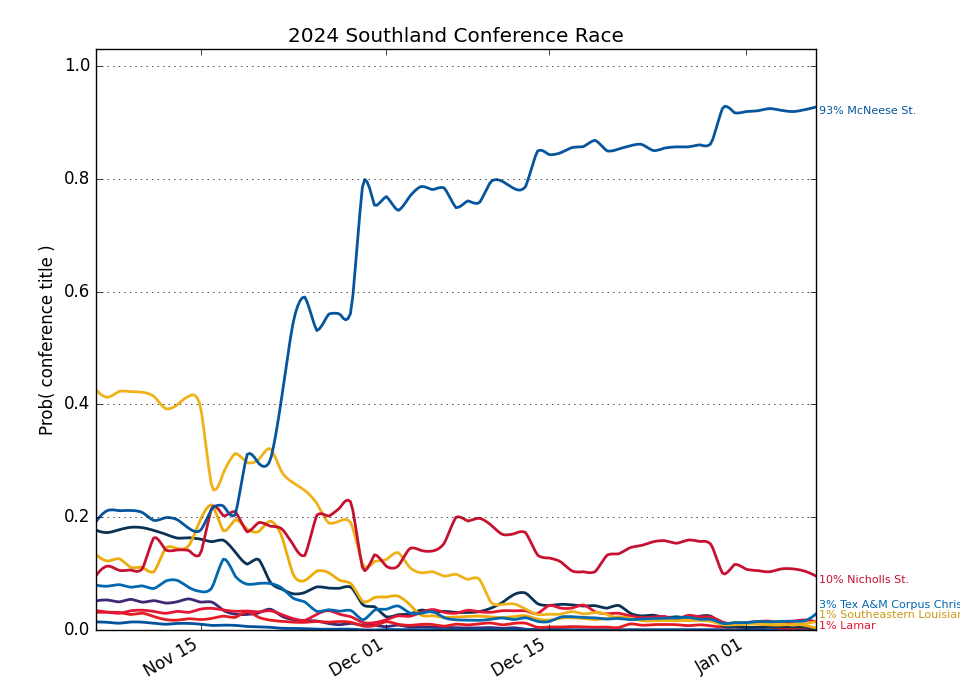 2024 Southland Conference Race
Prob( conference title )
1.0
0.8
0.6
0.4
0.2
0.0
Nov 15
Dec 01
Dec 15
Jan 01
93% McNeese St.
10% Nicholls St.
3% Tex A&M Corpus Chris
1% Southeastern Louisian
1% Lamar